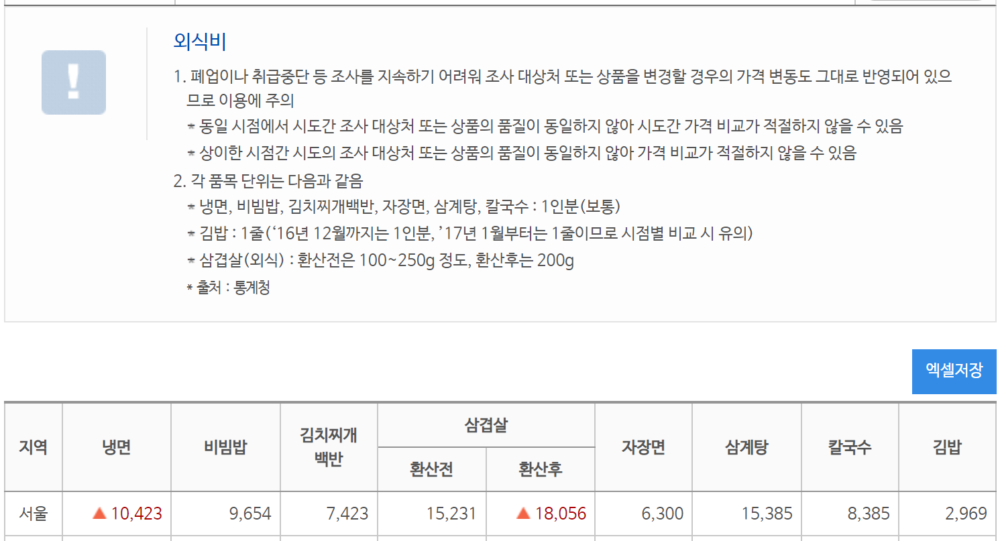 외식비
1. 폐업이나 취급중단 등 조사를 지속하기 어려워 조사 대상처 또는 상품을 변경할 경우의 가격 변동도 그대로 반영되어 있으
므로 이용에 주의
* 동일 시점에서 시도간 조사 대상처 또는 상품의 품질이 동일하지 않아 시도간 가격 비교가 적절하지 않을 수 있음
* 상이한 시점간 시도의 조사 대상처 또는 상품의 품질이 동일하지 않아 가격 비교가 적절하지 않을 수 있음
2. 각 품목 단위는 다음과 같음
* 냉면, 비빔밥, 김치찌개백반, 자장면, 삼계탕, 칼국수 : 1인분(보통)
* 김밥 : 1줄(‘16년 12월까지는 1인분, ’17년 1월부터는 1줄이므로 시점별 비교 시 유의)
* 삼겹살(외식) : 환산전은 100~250g 정도, 환산후는 200g
* 출처 : 통계청
엑셀저장
지역 냉면 비빔밥 김치찌개 백반 삼겹살 자장면 삼계탕 칼국수 김밥
환산전 환산후
서울 ▲ 10,423 9,654 7,423 15,231 ▲ 18,056 6,300 15,385 8,385 2,969